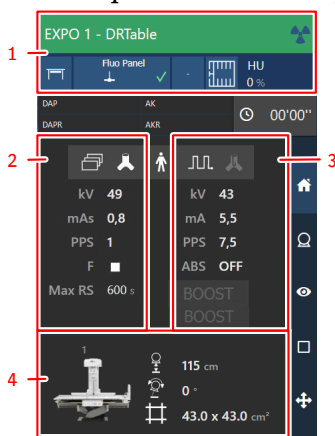 EXPO 1 - DRTable
1
Fluo Panel
HU
0 %
DAP
AK
00'00''
DAPR
AKR
2
3
kV 49
kV 43
mAs 0,8
mA 5,5
PPS 1
PPS 7,5
F
ABS OFF
Max RS 600 s
BOOST
BOOST
1
115 cm
4
0 °
43.0 x 43.0 cm²